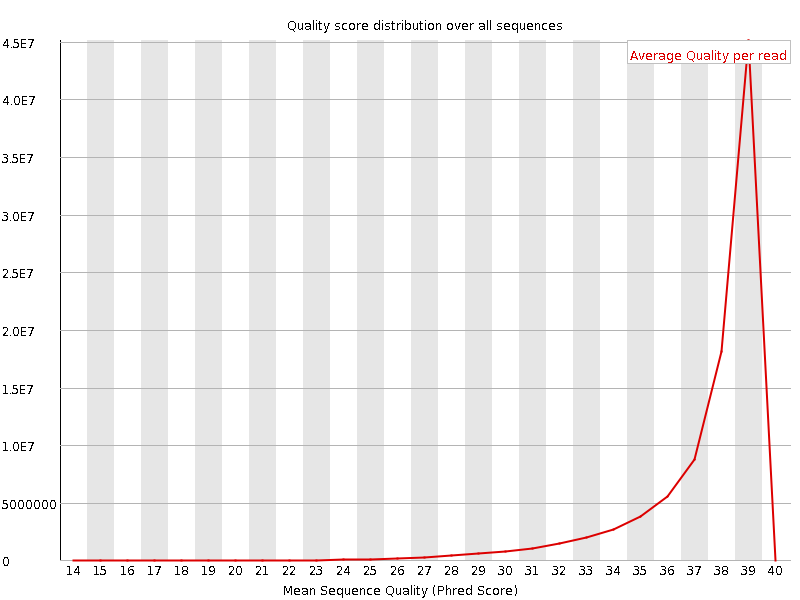 Quality score distribution over all sequences
Average Quality per read
4.5E7
4.0E7
3.5E7
3.0E7
2.5E7
2.0E7
1.5E7
1.0E7
5000000
0
14 15 16 17 18 19 20 21 22 23 24 25 26 27 28 29 30 31 32 33 34 35 36 37 38 39 40
Mean Sequence Quality (Phred Score)